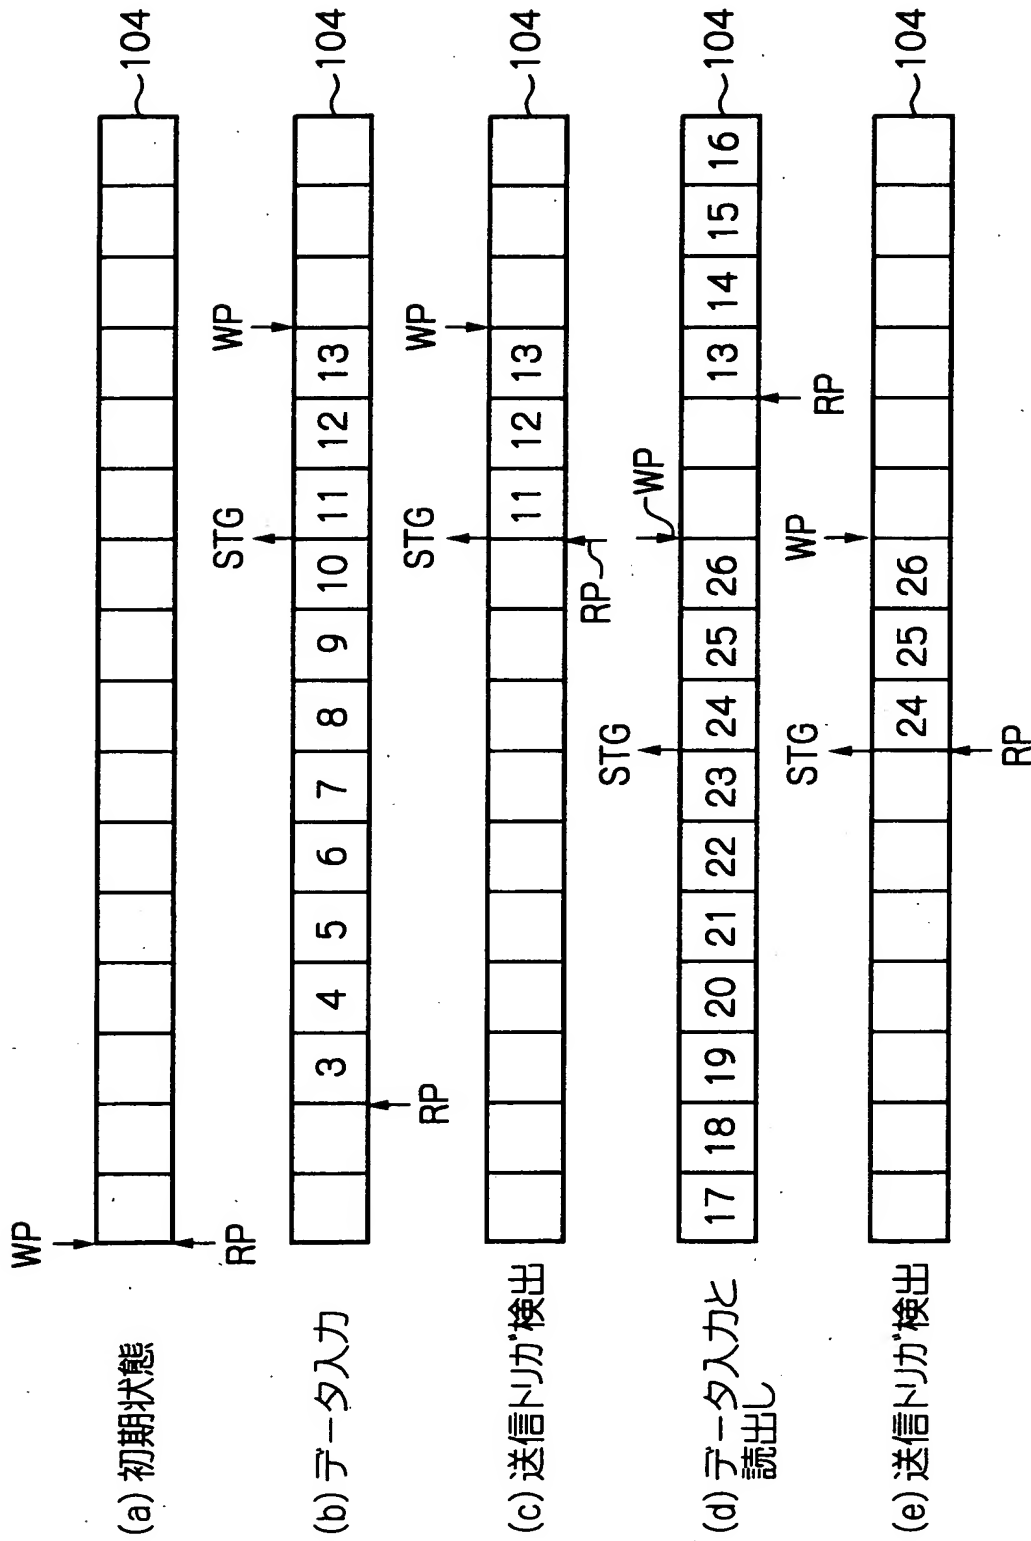 WP
(a) 初期状態
104
RP
STG
WP
(b) データ入力
3 4 5 6 7 8 9 10 11 12 13
104
RP
STG
WP
(c) 送信トリガ検出
11 12 13
104
RP
STG
WP
(d) データ入力と
読出し
17 18 19 20 21 22 23 24 25 26 13 14 15 16
104
RP
STG
WP
(e) 送信トリガ検出
24 25 26
104
RP